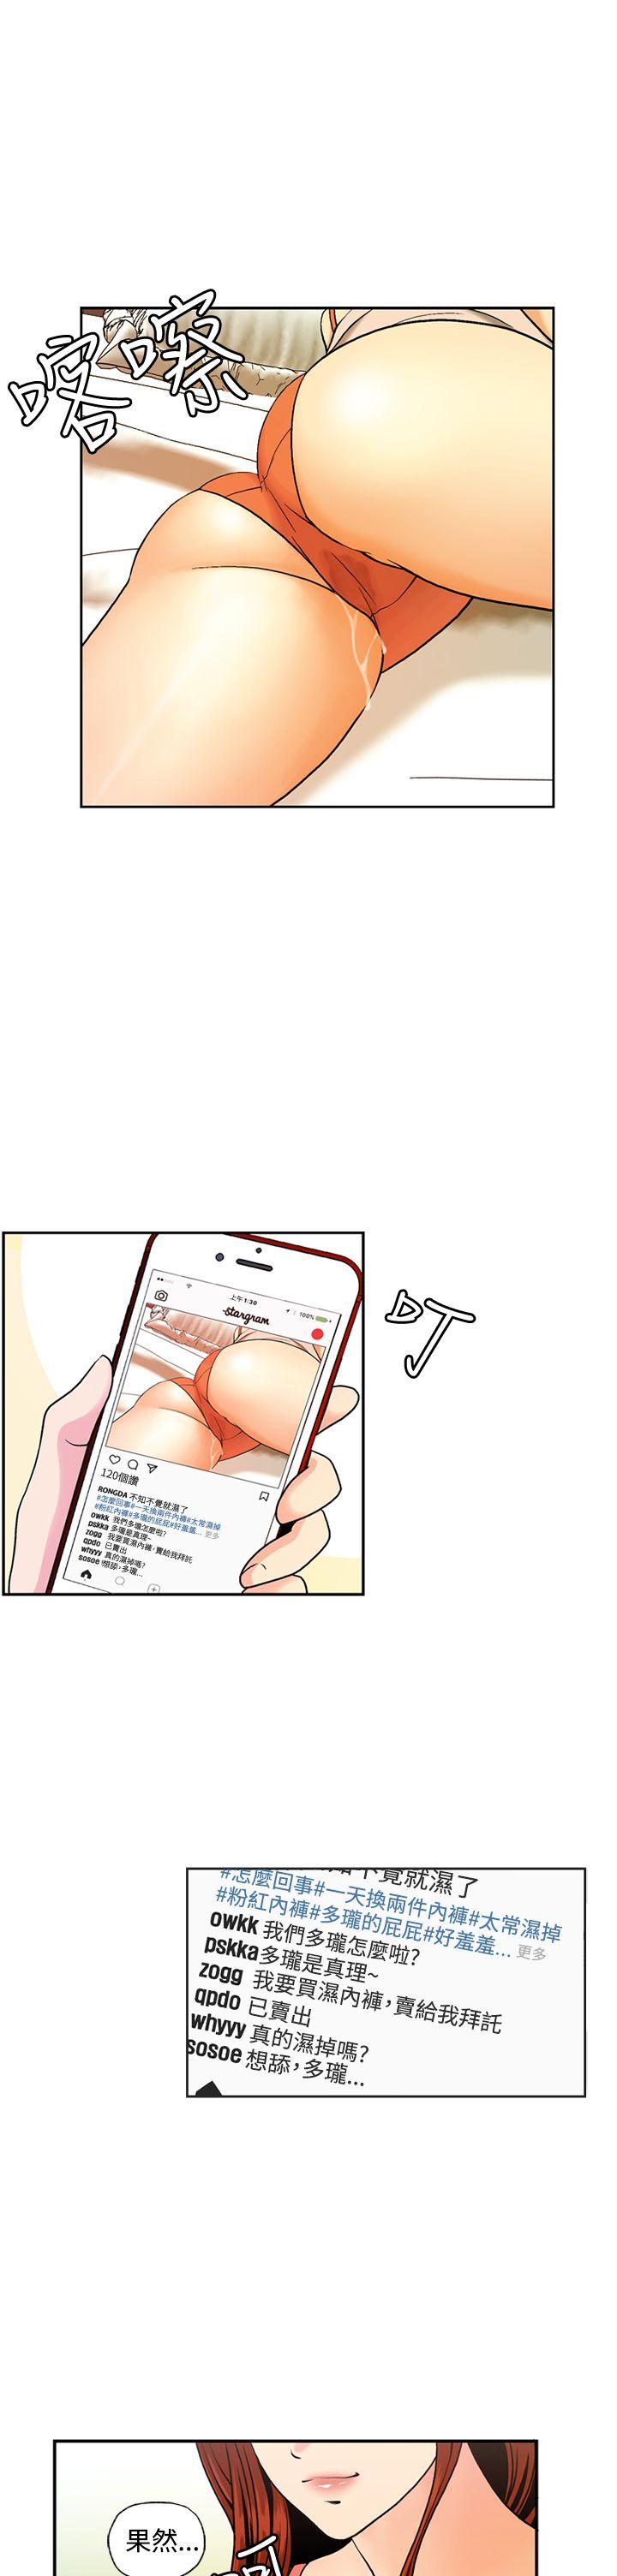 喀嚓
上午1:30
100%
stargram
叮
120個讚
RONGDA 不知不覺就濕了
#怎麼回事#一天換兩件內褲#太常濕掉
#粉紅內褲#多瓏的屁屁#好羞羞... 更多
owkk 我們多瓏怎麼啦?
pskka 多瓏是真理~
zogg 我要買濕內褲,賣給我拜託
qpdo 已賣出
whyyy 真的濕掉嗎?
sosoe 想舔,多瓏...
不覺就濕了
#怎麼回事#一天換兩件內褲#太常濕掉
#粉紅內褲#多瓏的屁屁#好羞羞... 更多
owkk 我們多瓏怎麼啦?
pskka多瓏是真理~
zogg 我要買濕內褲,賣給我拜託
qpdo 已賣出
whyyy 真的濕掉嗎?
sosoe 想舔,多瓏...
果然...